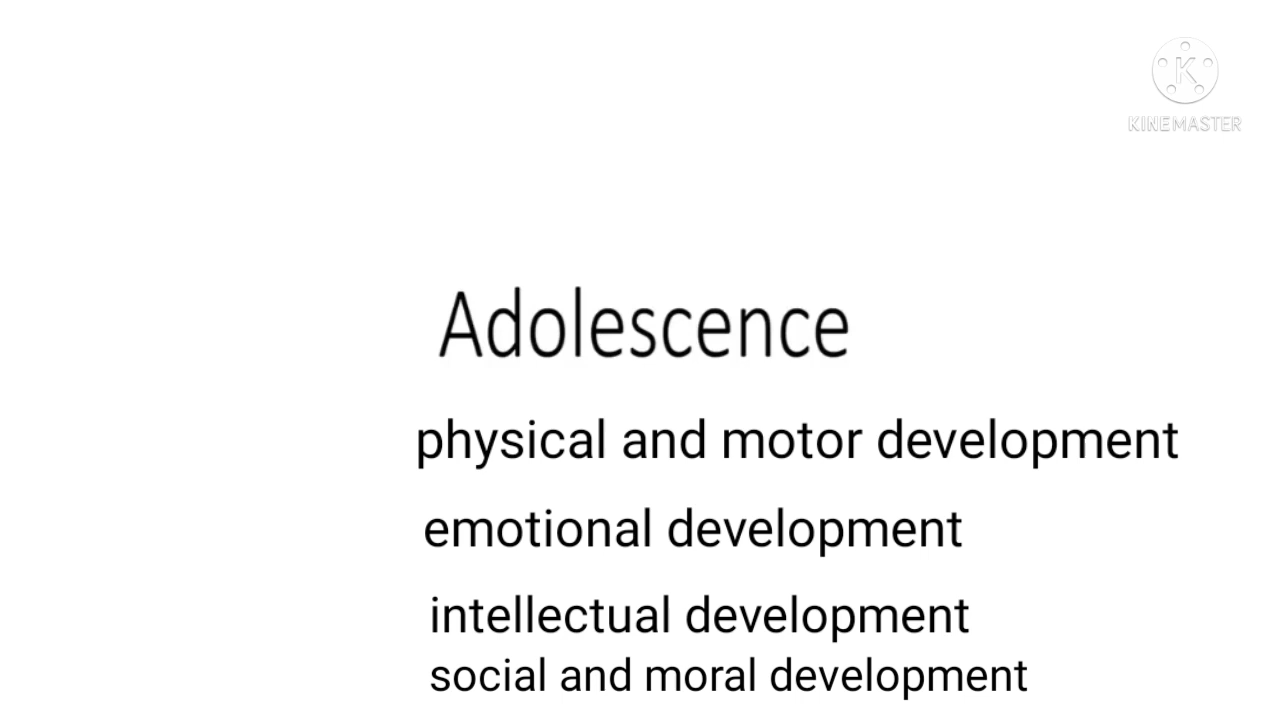 KINEMASTER
Adolescence
physical and motor development
emotional development
intellectual development
social and moral development